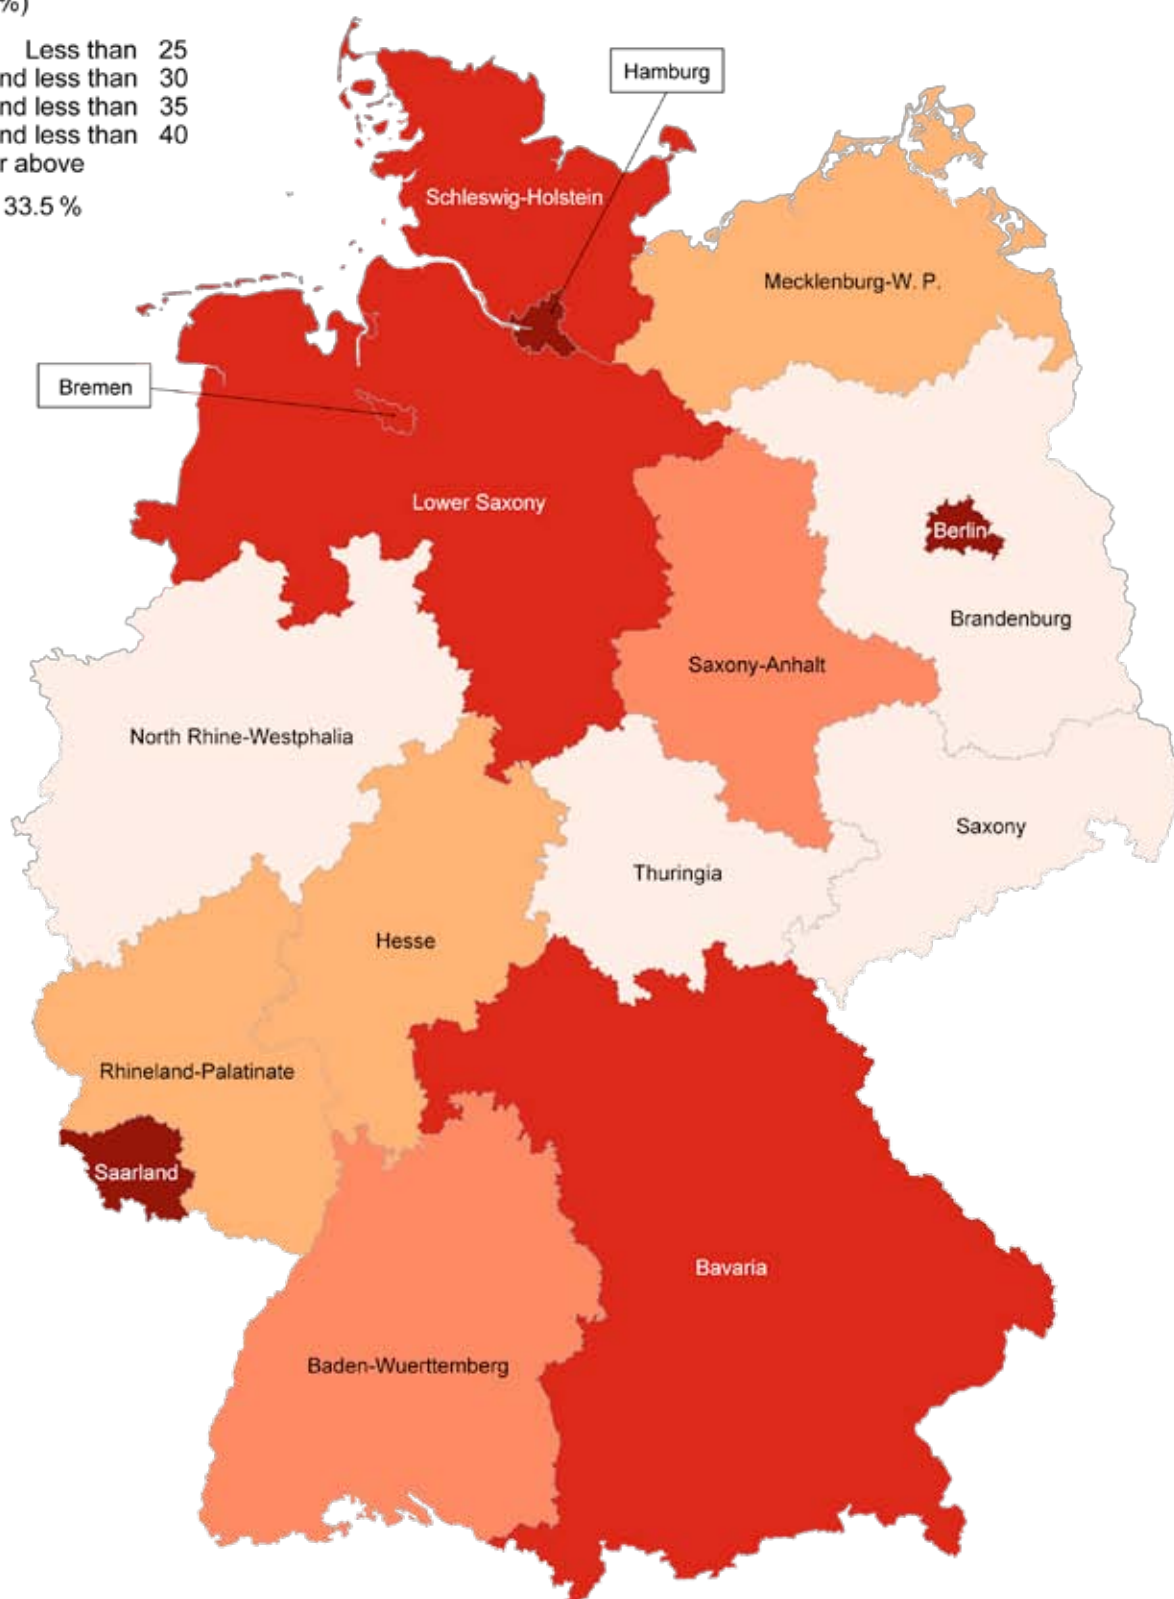 %)
Less than 25
nd less than 30
nd less than 35
nd less than 40
r above
33.5 %
Hamburg
Schleswig-Holstein
Mecklenburg-W. P.
Bremen
Lower Saxony
Berlin
Brandenburg
Saxony-Anhalt
North Rhine-Westphalia
Saxony
Thuringia
Hesse
Rhineland-Palatinate
Saarland
Bavaria
Baden-Wuerttemberg